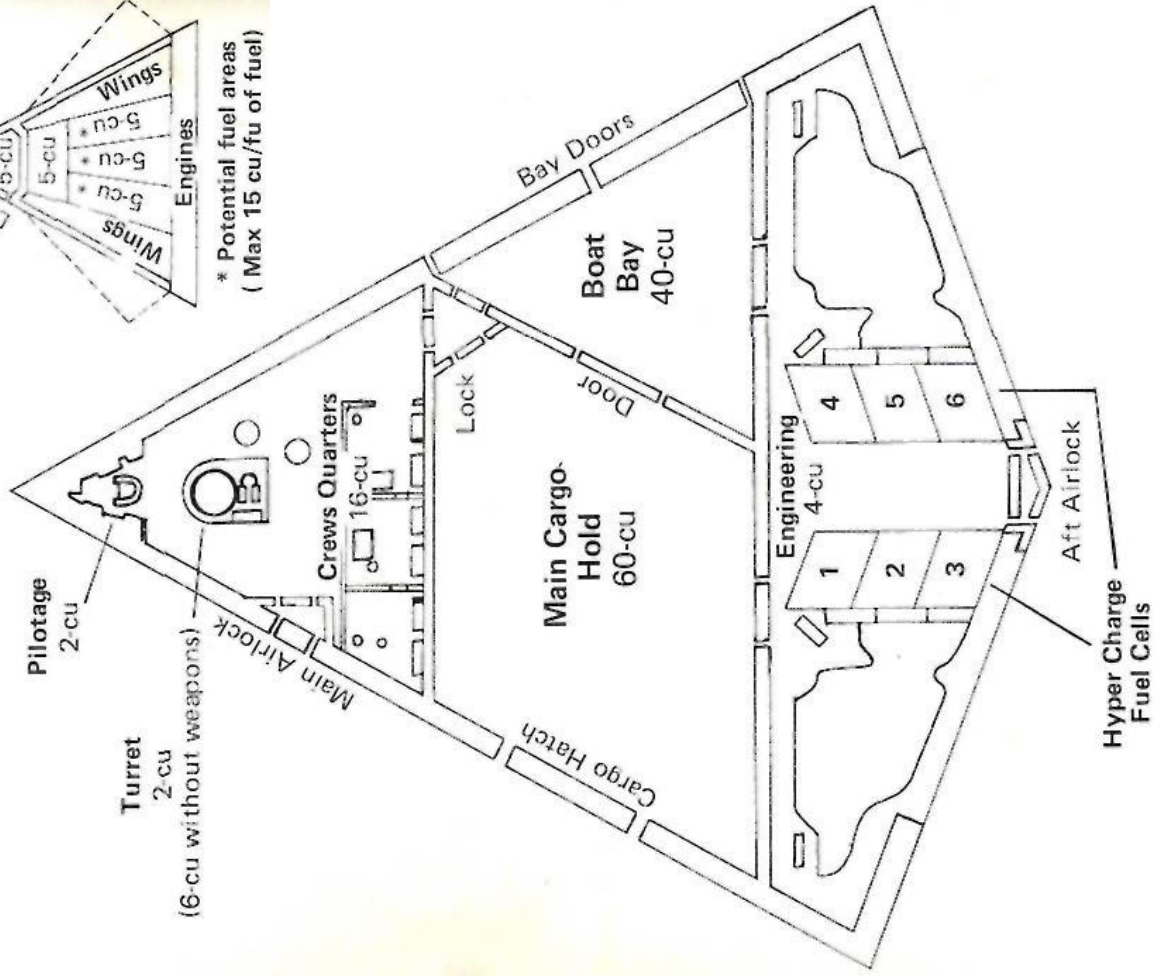 5-cu
5-cu
* 5-cu
* 5-cu
* 5-cu
Wings
Wings
Engines
* Potential fuel areas
(Max 15 cu/fu of fuel)
Pilotage
2-cu
Turret
2-cu
(6-cu without weapons)
Main Airlock
Crews Quarters
16-cu
Lock
Bay Doors
Boat
Bay
40-cu
Door
Main Cargo
Hold
60-cu
Cargo Hatch
Engineering
4-cu
1
2
3
4
5
6
Aft Airlock
Hyper Charge
Fuel Cells